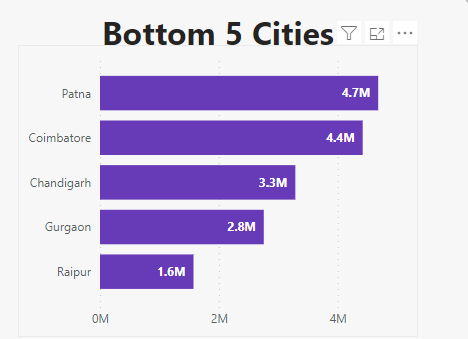 Bottom 5 Cities
Patna 4.7M
Coimbatore 4.4M
Chandigarh 3.3M
Gurgaon 2.8M
Raipur 1.6M
0M 2M 4M